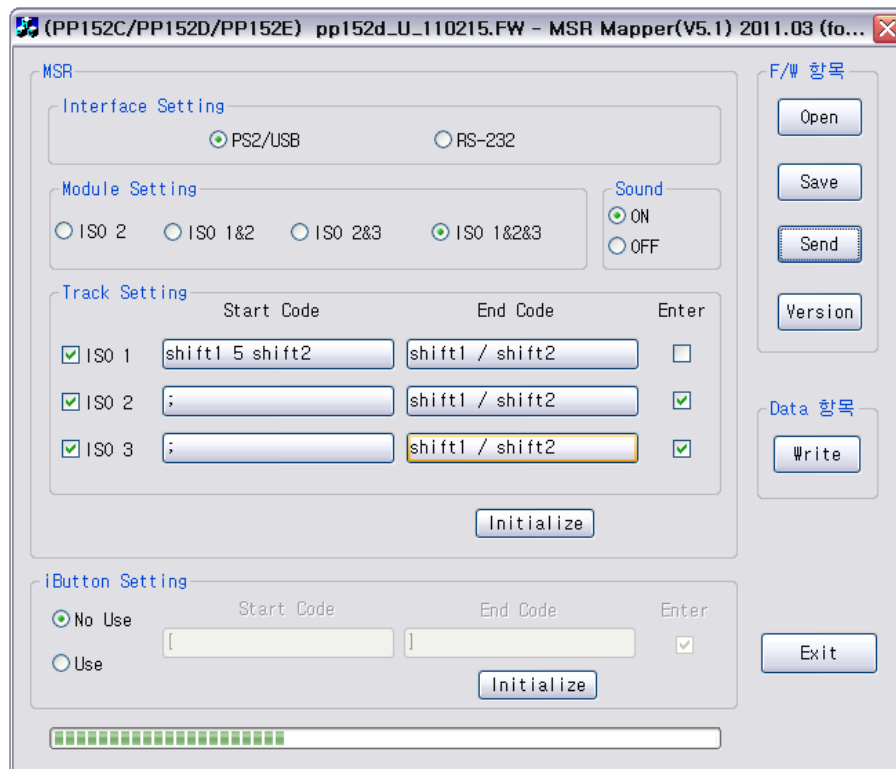 (PP152C/PP152D/PP152E) pp152d_U_110215.FW - MSR Mapper(V5.1) 2011.03 (fo...
MSR
Interface Setting
PS2/USB RS-232
Module Setting
ISO 2 ISO 1&2 ISO 2&3 ISO 1&2&3
Sound
ON
OFF
Track Setting
Start Code End Code Enter
ISO 1 shift1 5 shift2 shift1 / shift2
ISO 2 ; shift1 / shift2
ISO 3 ; shift1 / shift2
Initialize
iButton Setting
Start Code End Code Enter
No Use [ ]
Use
Initialize
F/W 항목
Open
Save
Send
Version
Data 항목
Write
Exit